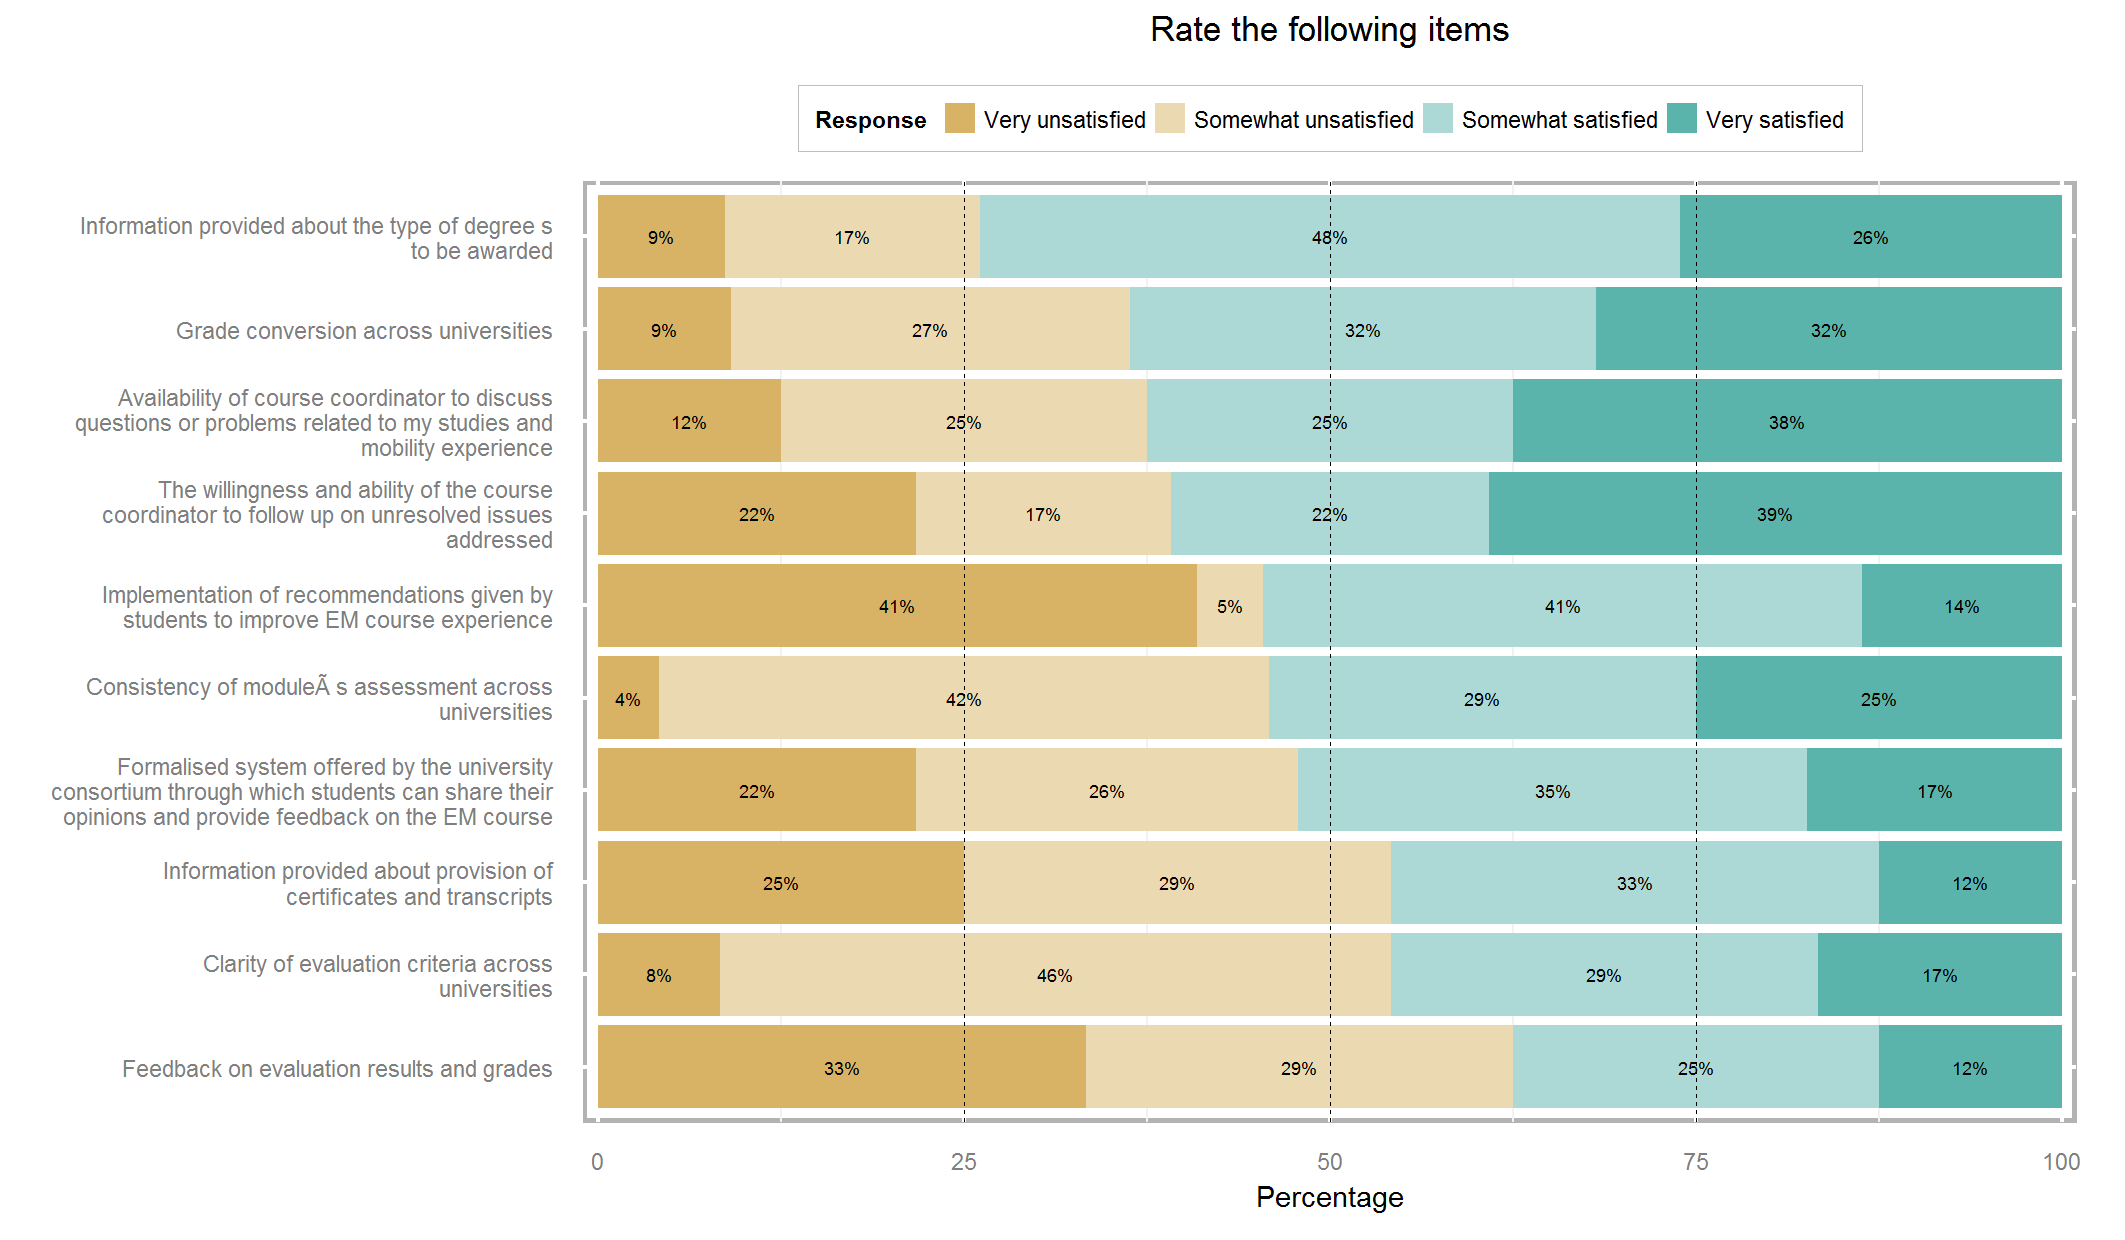 Rate the following items
Response Very unsatisfied Somewhat unsatisfied Somewhat satisfied Very satisfied
Information provided about the type of degree s
to be awarded
9% 17% 48% 26%
Grade conversion across universities
9% 27% 32% 32%
Availability of course coordinator to discuss
questions or problems related to my studies and
mobility experience
12% 25% 25% 38%
The willingness and ability of the course
coordinator to follow up on unresolved issues
addressed
22% 17% 22% 39%
Implementation of recommendations given by
students to improve EM course experience
41% 5% 41% 14%
Consistency of moduleÃ s assessment across
universities
4% 42% 29% 25%
Formalised system offered by the university
consortium through which students can share their
opinions and provide feedback on the EM course
22% 26% 35% 17%
Information provided about provision of
certificates and transcripts
25% 29% 33% 12%
Clarity of evaluation criteria across
universities
8% 46% 29% 17%
Feedback on evaluation results and grades
33% 29% 25% 12%
0 25 50 75 100
Percentage